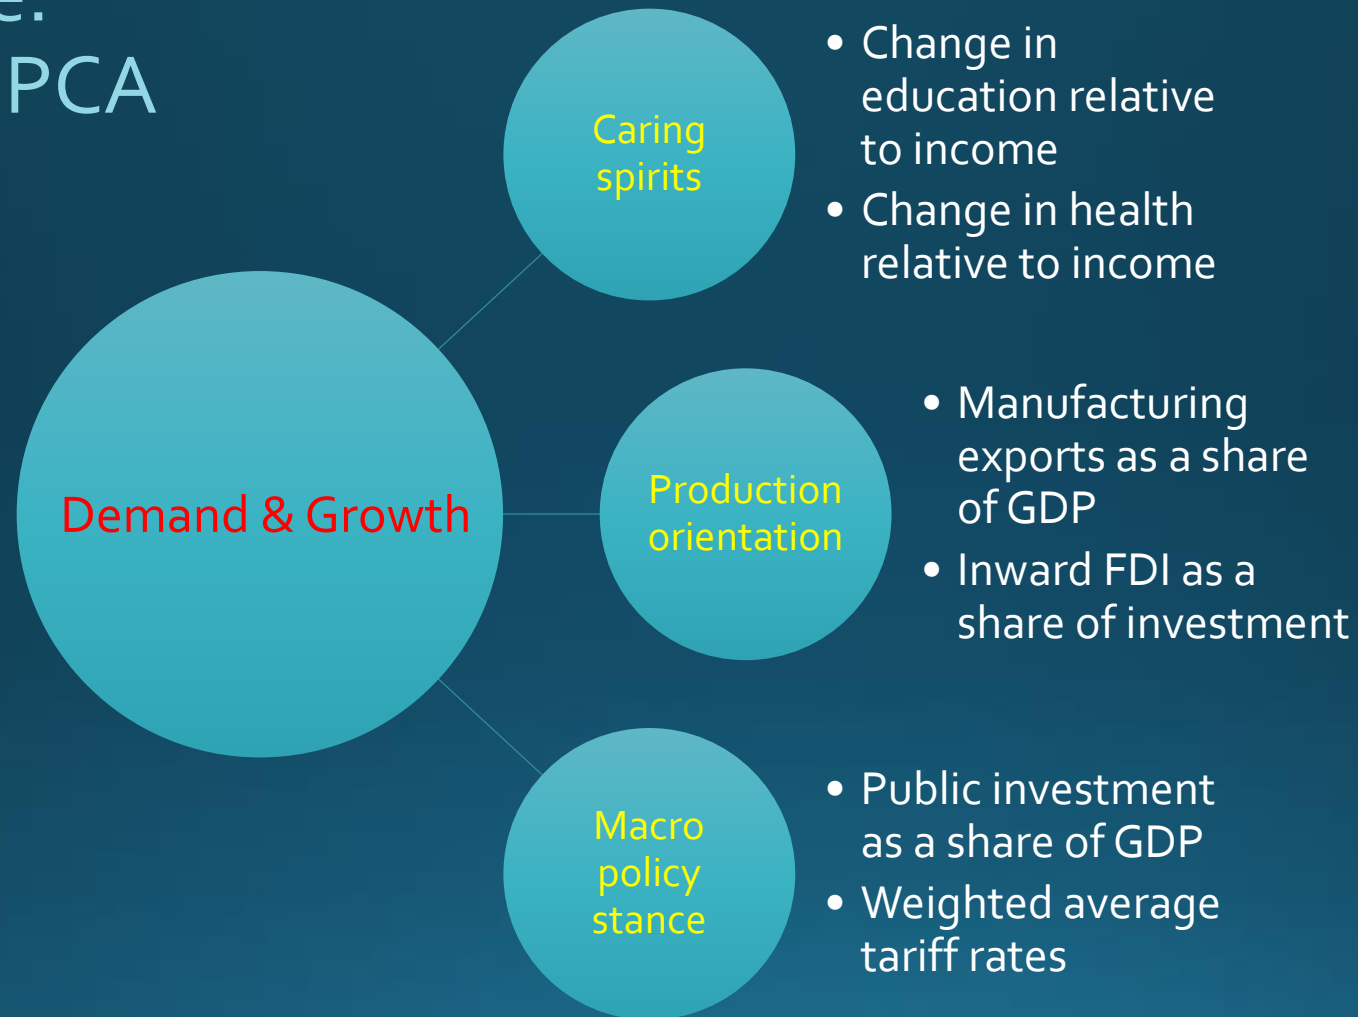 PCA
Caring
spirits
• Change in
education relative
to income
• Change in health
relative to income
Demand & Growth
Production
orientation
• Manufacturing
exports as a share
of GDP
• Inward FDI as a
share of investment
Macro
policy
stance
• Public investment
as a share of GDP
• Weighted average
tariff rates